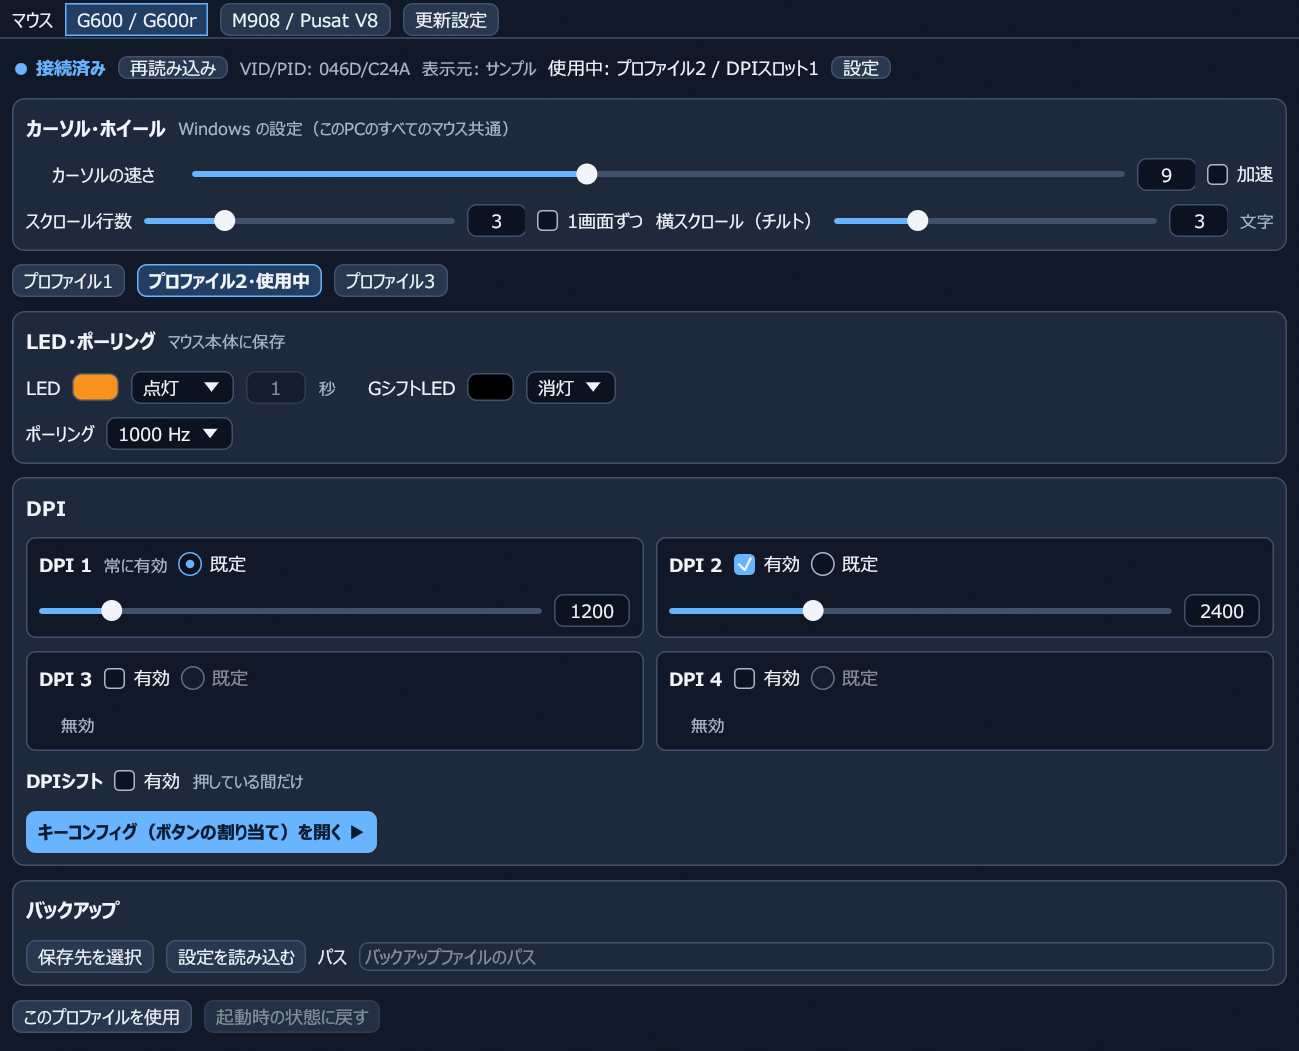 マウス G600 / G600r M908 / Pusat V8 更新設定
接続済み 再読み込み VID/PID: 046D/C24A 表示元: サンプル 使用中: プロファイル2 / DPIスロット1 設定
カーソル・ホイール Windows の設定（このPCのすべてのマウス共通）
カーソルの速さ 9 加速
スクロール行数 3 1画面ずつ 横スクロール（チルト） 3 文字
プロファイル1 プロファイル2・使用中 プロファイル3
LED・ポーリング マウス本体に保存
LED 点灯 ▼ 1 秒 GシフトLED 消灯 ▼
ポーリング 1000 Hz ▼
DPI
DPI 1 常に有効 既定
1200
DPI 2 有効 既定
2400
DPI 3 有効 既定
無効
DPI 4 有効 既定
無効
DPIシフト 有効 押している間だけ
キーコンフィグ（ボタンの割り当て）を開く ▶
バックアップ
保存先を選択 設定を読み込む パス バックアップファイルのパス
このプロファイルを使用 起動時の状態に戻す